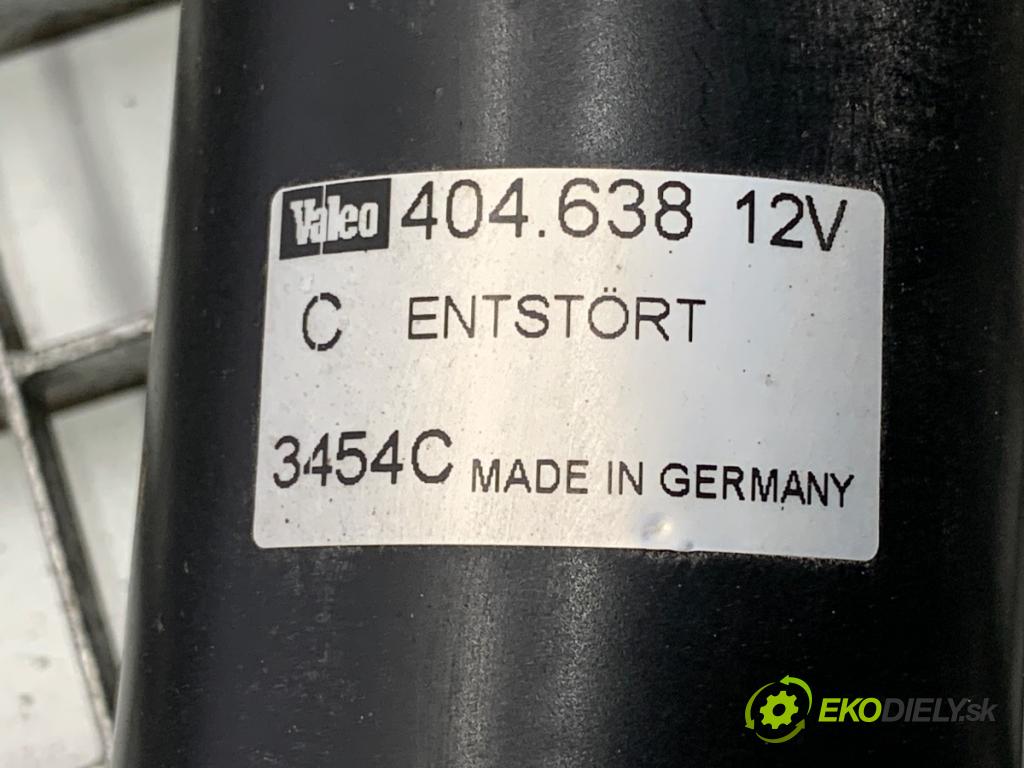 Valeo 404.638 12V
C ENTSTÖRT
3454C MADE IN GERMANY
EKODIELY.sk